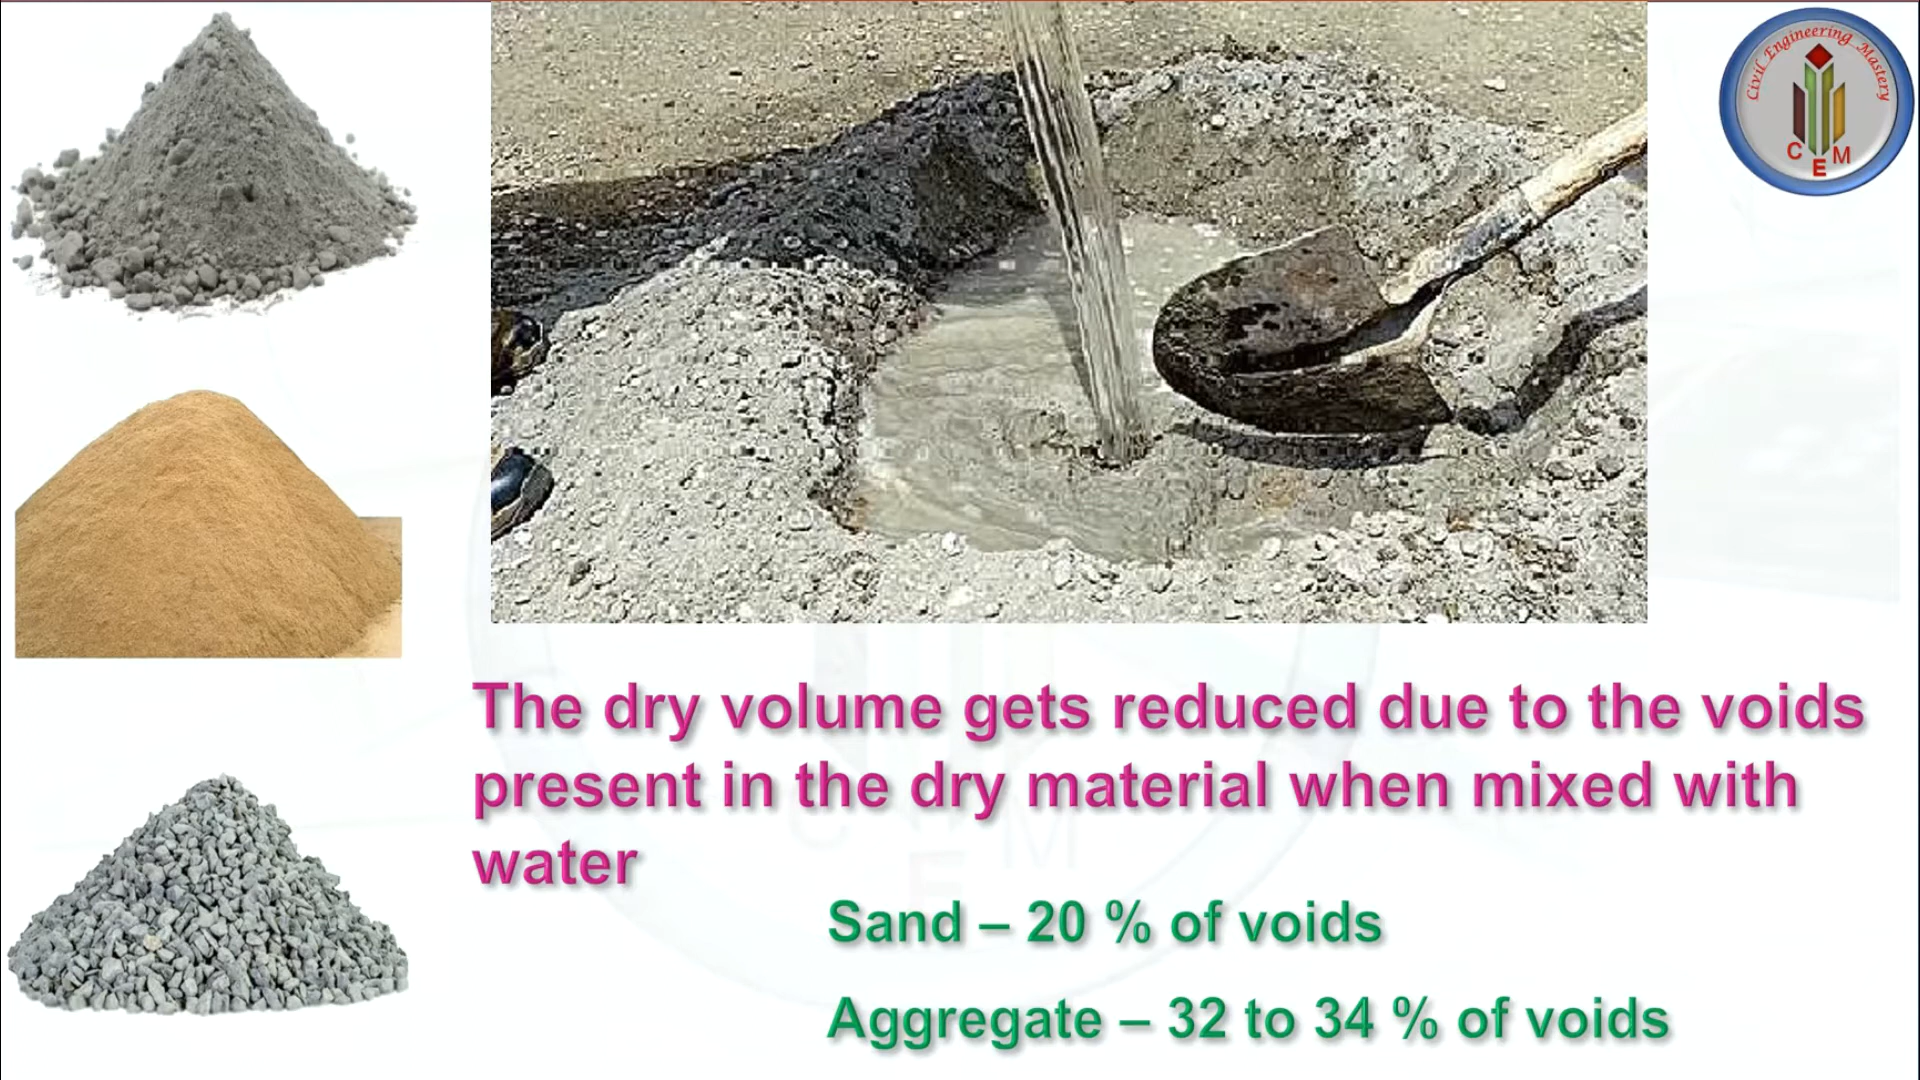 Civil Engineering Mastery
C E M
The dry volume gets reduced due to the voids
present in the dry material when mixed with
water
Sand – 20 % of voids
Aggregate – 32 to 34 % of voids